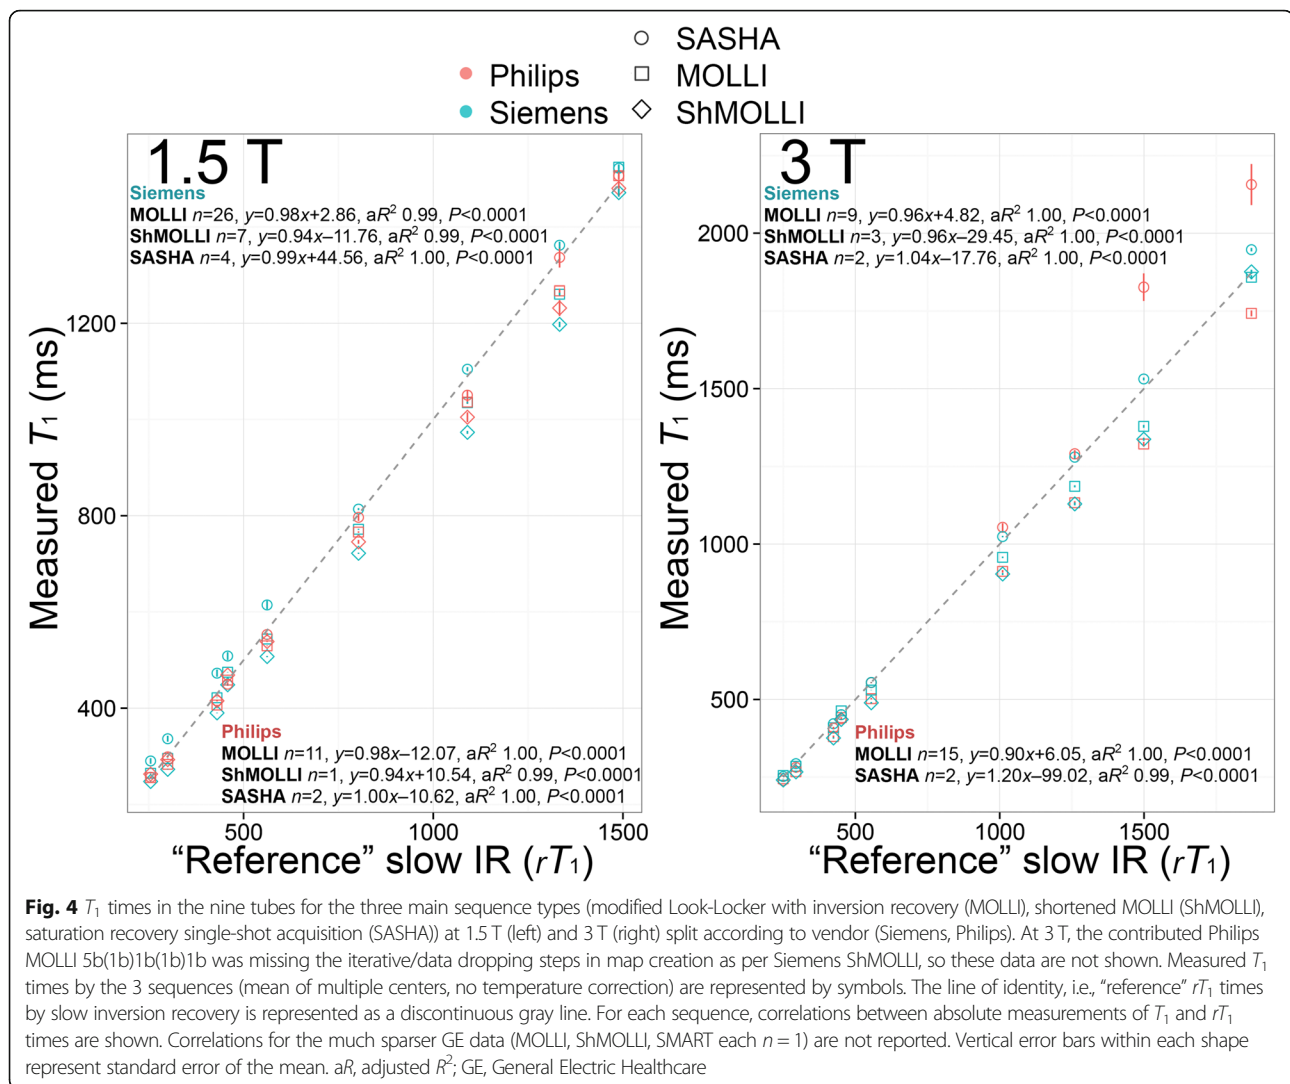 SASHA
Philips
MOLLI
Siemens
ShMOLLI
1.5 T
Siemens
MOLLI n=26, y=0.98x+2.86, aR² 0.99, P<0.0001
ShMOLLI n=7, y=0.94x–11.76, aR² 0.99, P<0.0001
SASHA n=4, y=0.99x+44.56, aR² 1.00, P<0.0001
1200
800
400
Measured T₁ (ms)
Philips
MOLLI n=11, y=0.98x–12.07, aR² 1.00, P<0.0001
ShMOLLI n=1, y=0.94x+10.54, aR² 0.99, P<0.0001
SASHA n=2, y=1.00x–10.62, aR² 1.00, P<0.0001
500 1000 1500
“Reference” slow IR (rT₁)
3 T
Siemens
MOLLI n=9, y=0.96x+4.82, aR² 1.00, P<0.0001
ShMOLLI n=3, y=0.96x–29.45, aR² 1.00, P<0.0001
SASHA n=2, y=1.04x–17.76, aR² 1.00, P<0.0001
2000
1500
1000
500
Measured T₁ (ms)
Philips
MOLLI n=15, y=0.90x+6.05, aR² 1.00, P<0.0001
SASHA n=2, y=1.20x–99.02, aR² 0.99, P<0.0001
500 1000 1500
“Reference” slow IR (rT₁)
Fig. 4 T₁ times in the nine tubes for the three main sequence types (modified Look-Locker with inversion recovery (MOLLI), shortened MOLLI (ShMOLLI),
saturation recovery single-shot acquisition (SASHA)) at 1.5 T (left) and 3 T (right) split according to vendor (Siemens, Philips). At 3 T, the contributed Philips
MOLLI 5b(1b)1b(1b)1b was missing the iterative/data dropping steps in map creation as per Siemens ShMOLLI, so these data are not shown. Measured T₁
times by the 3 sequences (mean of multiple centers, no temperature correction) are represented by symbols. The line of identity, i.e., “reference” rT₁ times
by slow inversion recovery is represented as a discontinuous gray line. For each sequence, correlations between absolute measurements of T₁ and rT₁
times are shown. Correlations for the much sparser GE data (MOLLI, ShMOLLI, SMART each n = 1) are not reported. Vertical error bars within each shape
represent standard error of the mean. aR, adjusted R²; GE, General Electric Healthcare